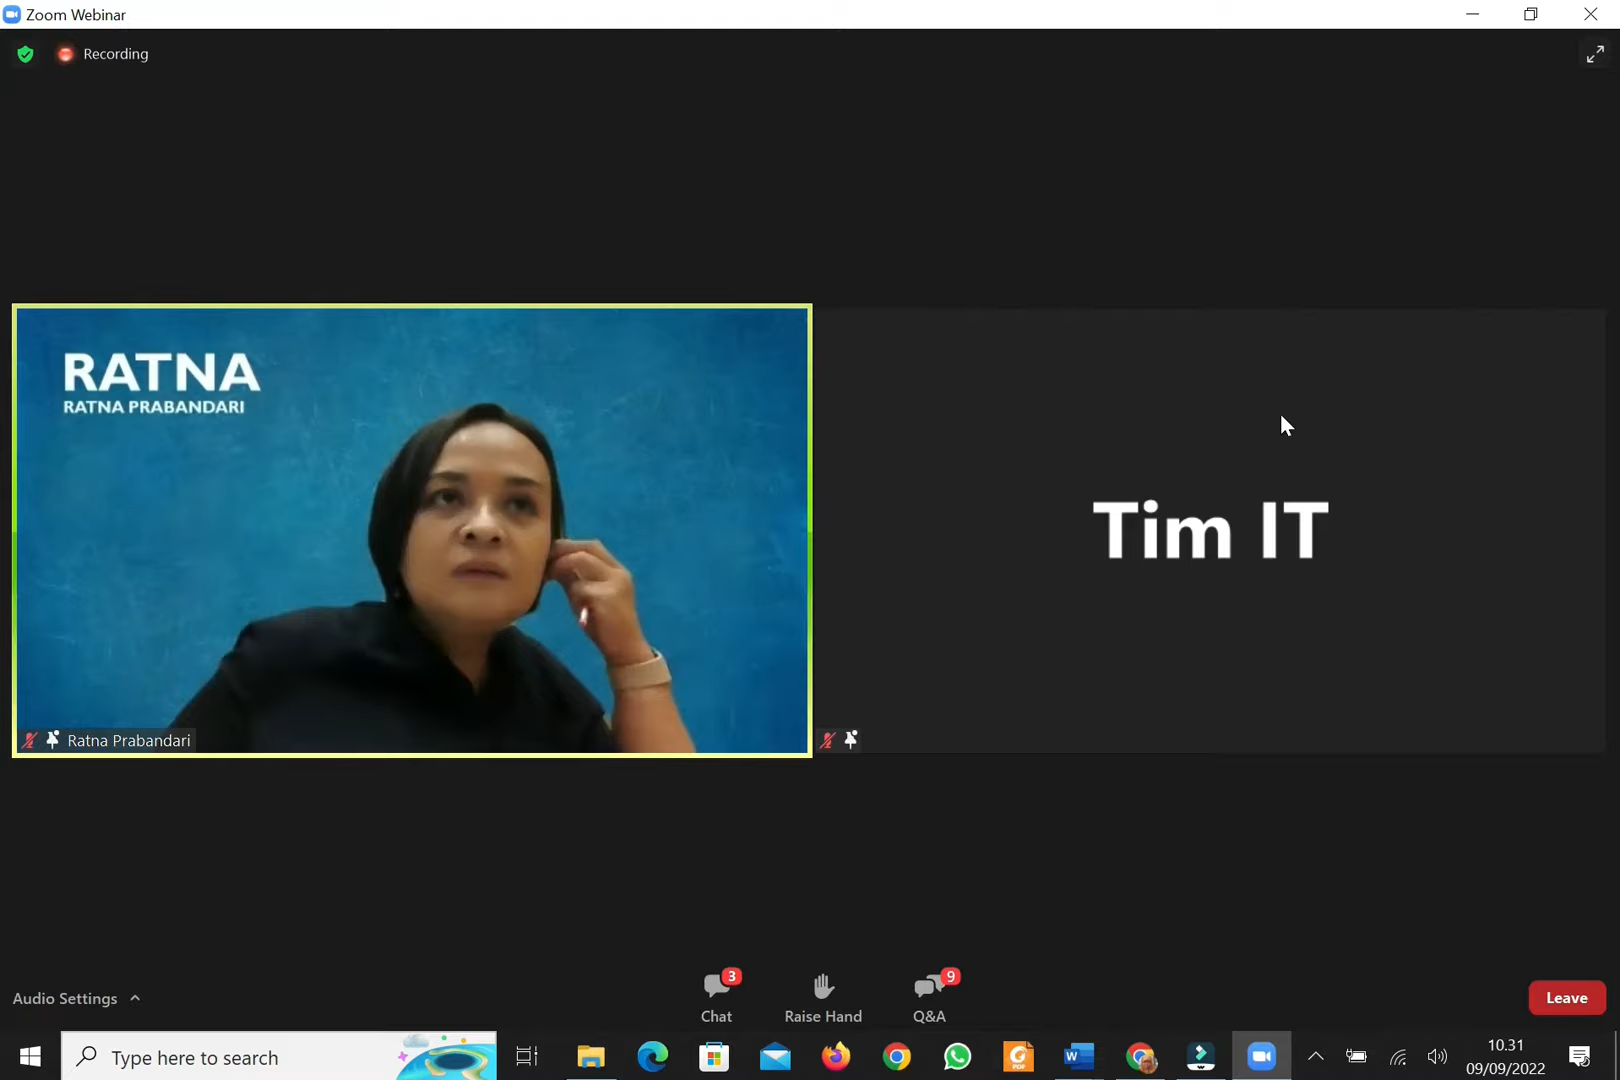 Zoom Webinar
Recording
RATNA
RATNA PRABANDARI
Tim IT
Ratna Prabandari
3
9
Audio Settings
Chat
Raise Hand
Q&A
Leave
Type here to search
PDF
W
W
10.31
09/09/2022